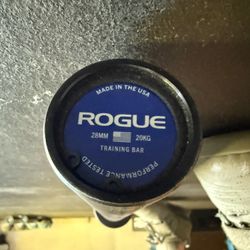 MADE IN THE USA
ROGUE
28MM 20KG
TRAINING BAR
PERFORMANCE TESTED